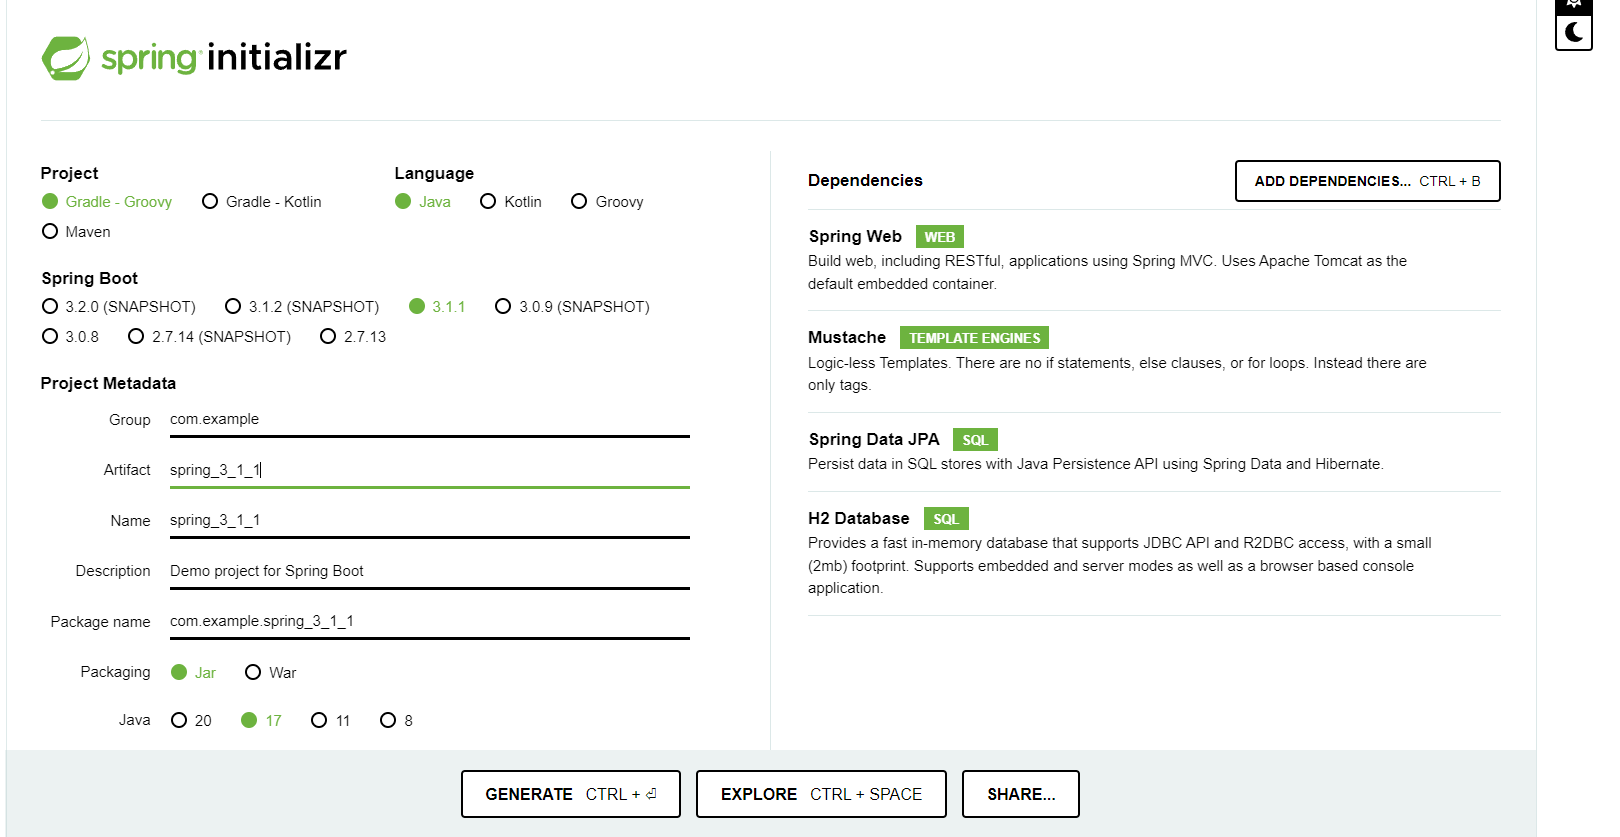 spring initializr
Project
Gradle - Groovy
Gradle - Kotlin
Maven
Language
Java
Kotlin
Groovy
Spring Boot
3.2.0 (SNAPSHOT)
3.1.2 (SNAPSHOT)
3.1.1
3.0.9 (SNAPSHOT)
3.0.8
2.7.14 (SNAPSHOT)
2.7.13
Project Metadata
Group
com.example
Artifact
spring_3_1_1
Name
spring_3_1_1
Description
Demo project for Spring Boot
Package name
com.example.spring_3_1_1
Packaging
Jar
War
Java
20
17
11
8
Dependencies
ADD DEPENDENCIES... CTRL + B
Spring Web WEB
Build web, including RESTful, applications using Spring MVC. Uses Apache Tomcat as the
default embedded container.
Mustache TEMPLATE ENGINES
Logic-less Templates. There are no if statements, else clauses, or for loops. Instead there are
only tags.
Spring Data JPA SQL
Persist data in SQL stores with Java Persistence API using Spring Data and Hibernate.
H2 Database SQL
Provides a fast in-memory database that supports JDBC API and R2DBC access, with a small
(2mb) footprint. Supports embedded and server modes as well as a browser based console
application.
GENERATE CTRL + ⏎
EXPLORE CTRL + SPACE
SHARE...